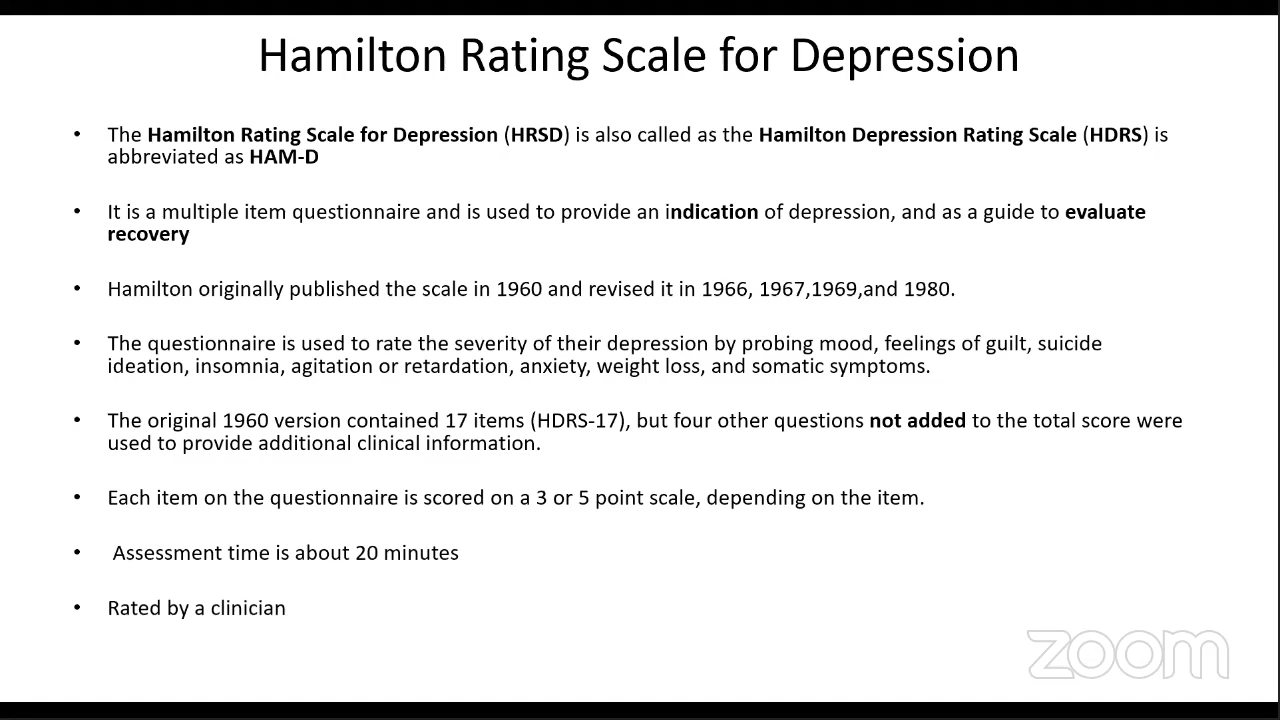 Hamilton Rating Scale for Depression
• The Hamilton Rating Scale for Depression (HRSD) is also called as the Hamilton Depression Rating Scale (HDRS) is
abbreviated as HAM-D
• It is a multiple item questionnaire and is used to provide an indication of depression, and as a guide to evaluate
recovery
• Hamilton originally published the scale in 1960 and revised it in 1966, 1967,1969,and 1980.
• The questionnaire is used to rate the severity of their depression by probing mood, feelings of guilt, suicide
ideation, insomnia, agitation or retardation, anxiety, weight loss, and somatic symptoms.
• The original 1960 version contained 17 items (HDRS-17), but four other questions not added to the total score were
used to provide additional clinical information.
• Each item on the questionnaire is scored on a 3 or 5 point scale, depending on the item.
• Assessment time is about 20 minutes
• Rated by a clinician
zoom